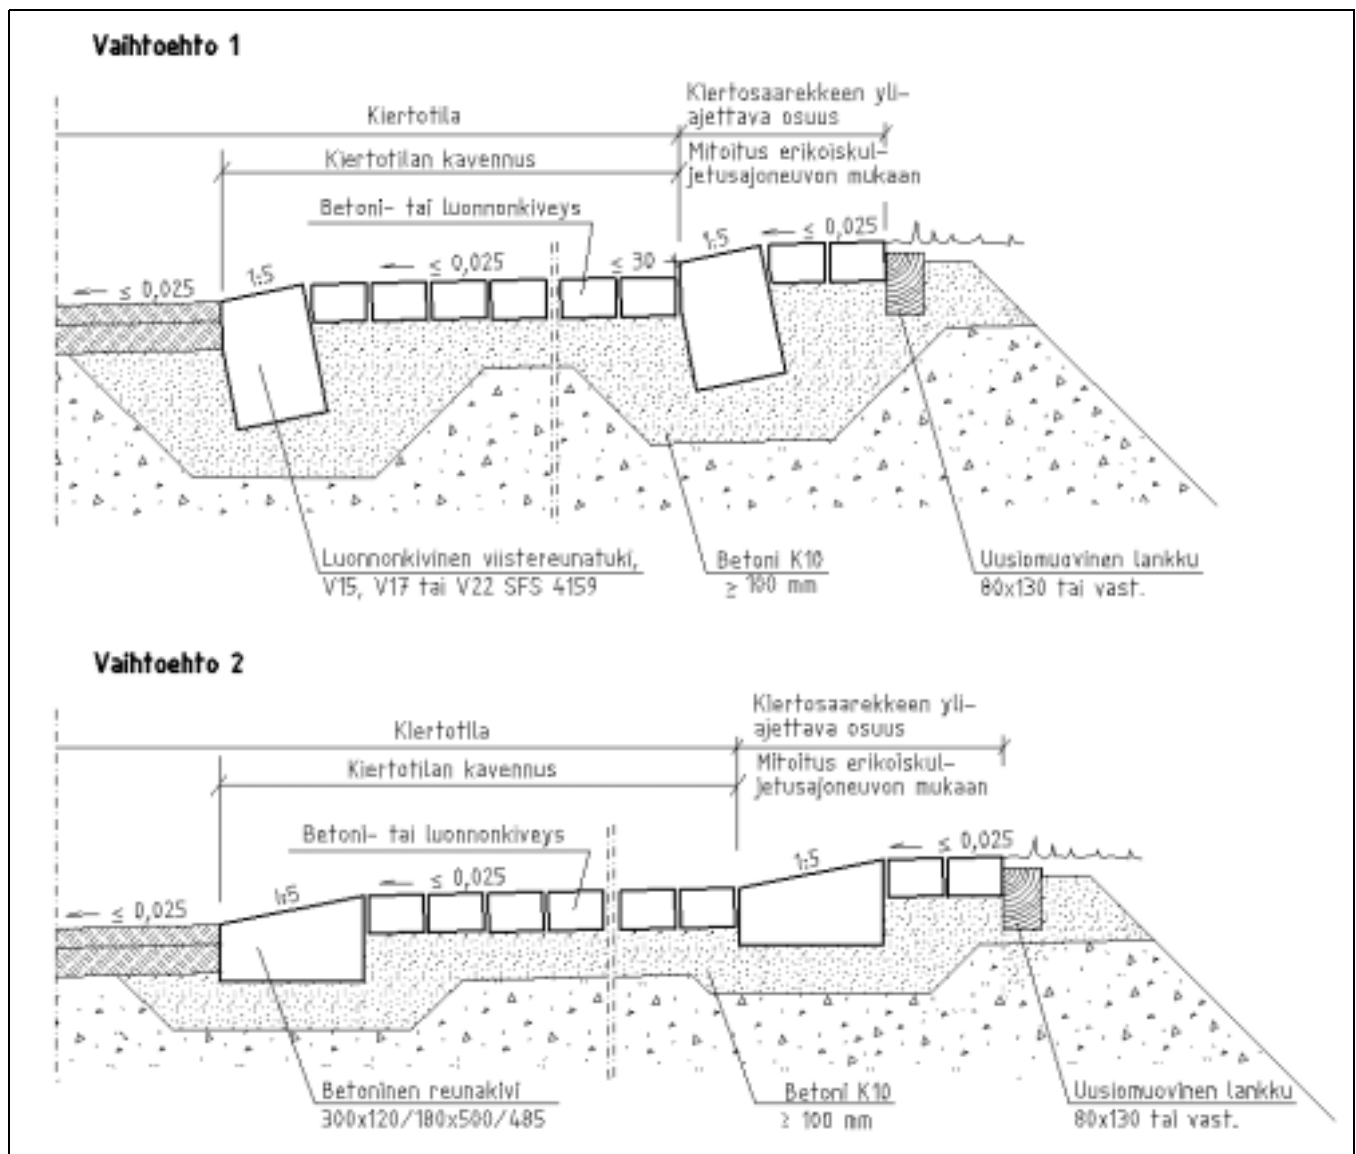 Vaihtoehto 1
Kiertosaarekkeen yli-
ajettava osuus
Kiertotila
Mitoitus erikoiskul-
jetusajoneuvon mukaan
Kiertotilan kavennus
Betoni- tai luonnonkiveys
≤ 0,025
1:5
≤ 0,025
≤ 30
1:5
≤ 0,025
Luonnonkivinen viistereunatuki,
V15, V17 tai V22 SFS 4159
Betoni K10
≥ 100 mm
Uusiomuovinen lankku
80x130 tai vast.
Vaihtoehto 2
Kiertosaarekkeen yli-
ajettava osuus
Kiertotila
Mitoitus erikoiskul-
jetusajoneuvon mukaan
Kiertotilan kavennus
Betoni- tai luonnonkiveys
≤ 0,025
1:5
≤ 0,025
1:5
≤ 0,025
Betoninen reunakivi
300x120/180x500/485
Betoni K10
≥ 100 mm
Uusiomuovinen lankku
80x130 tai vast.